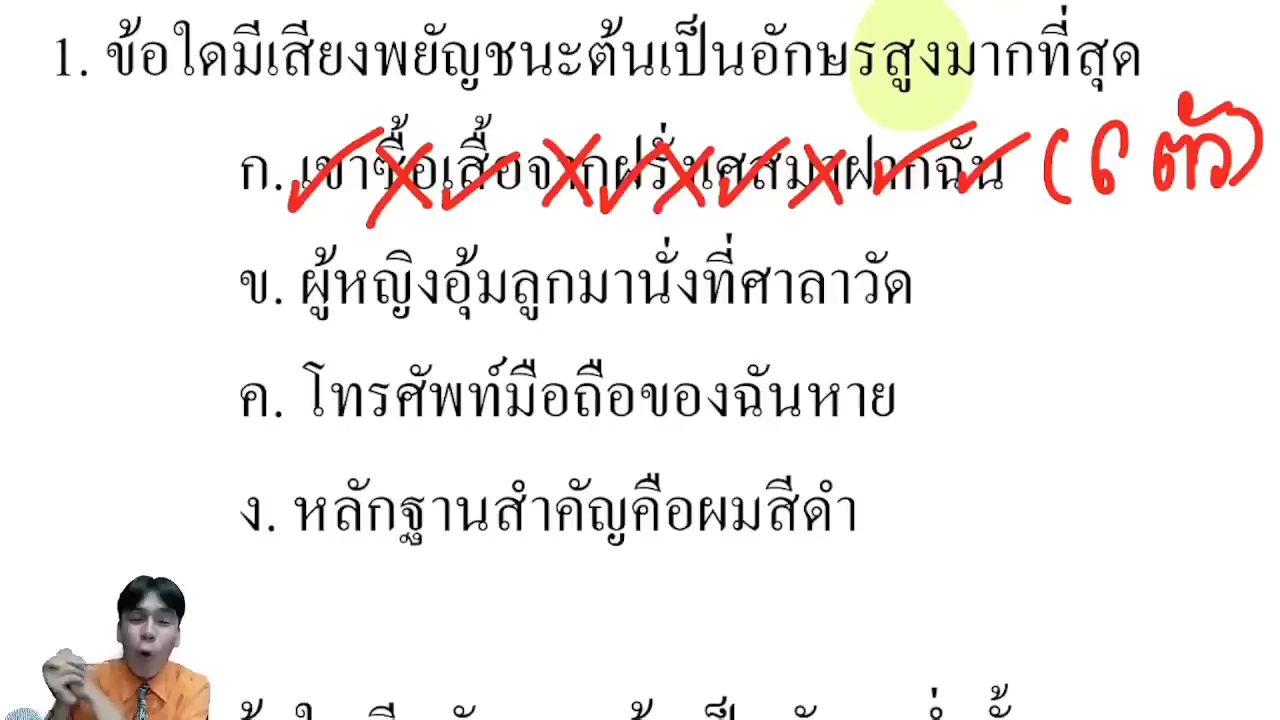 1. ข้อใดมีเสียงพยัญชนะต้นเป็นอักษรสูงมากที่สุด
ก. เขาซื้อเสื้อจากฝรั่งเศสมาฝากฉัน (6 ตัว)
ข. ผู้หญิงอุ้มลูกมานั่งที่ศาลาวัด
ค. โทรศัพท์มือถือของฉันหาย
ง. หลักฐานสำคัญคือผมสีดำ